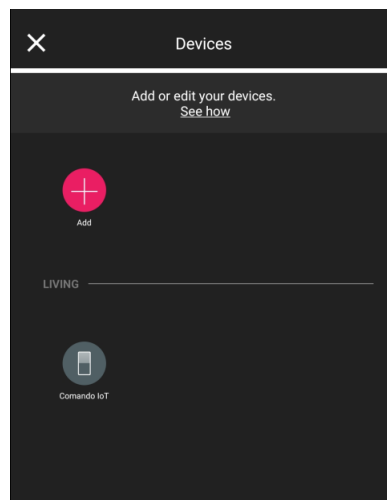 Devices
Add or edit your devices.
See how
Add
LIVING
Comando IoT